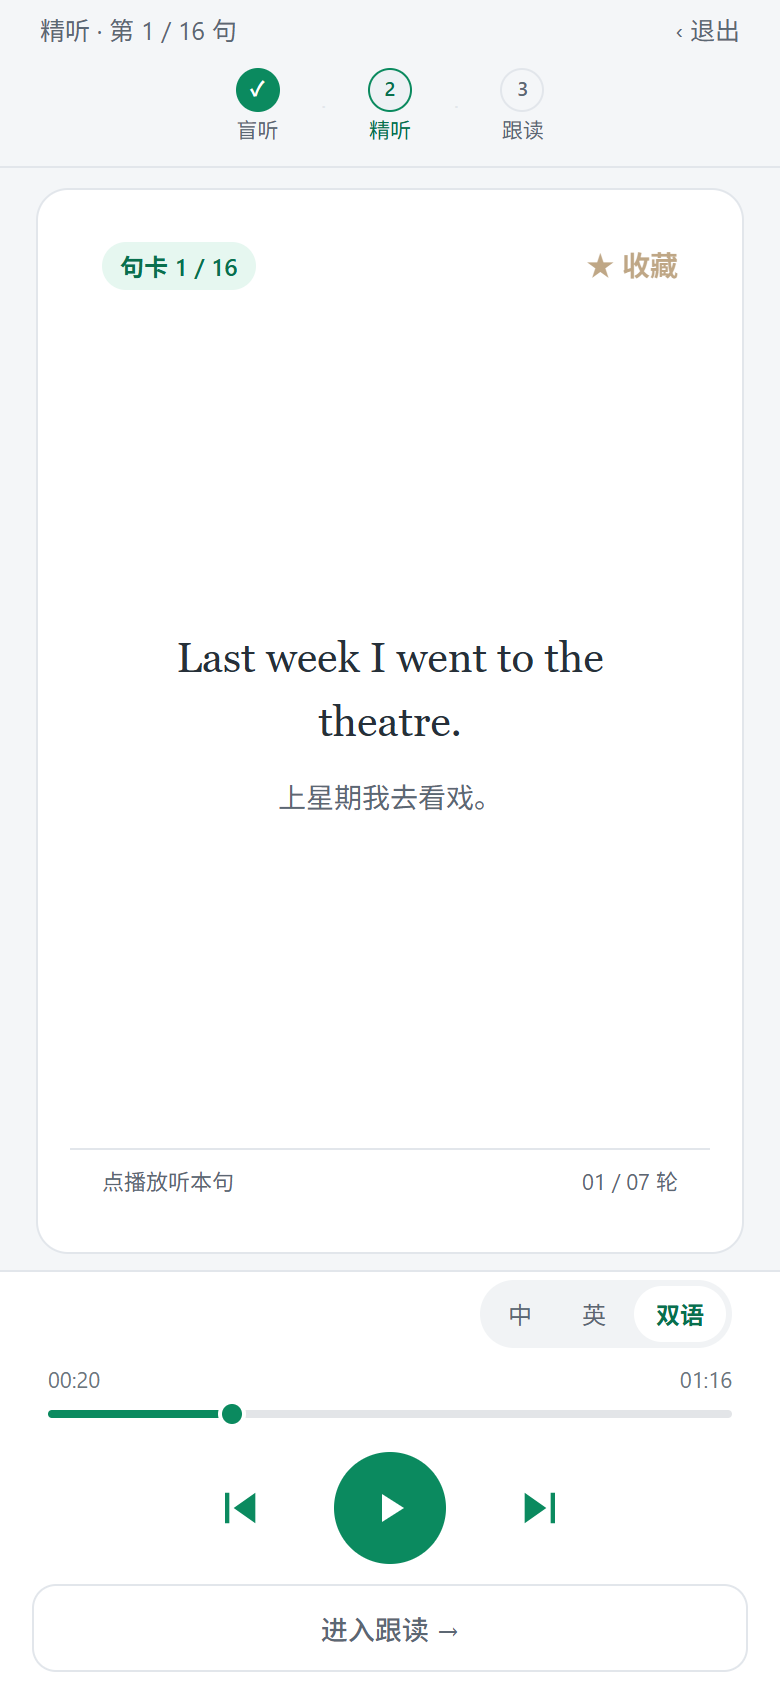 精听 · 第 1 / 16 句
‹ 退出
✓
2
3
盲听
精听
跟读
句卡 1 / 16
★ 收藏
Last week I went to the
theatre.
上星期我去看戏。
点播放听本句
01 / 07 轮
中
英
双语
00:20
01:16
进入跟读 →